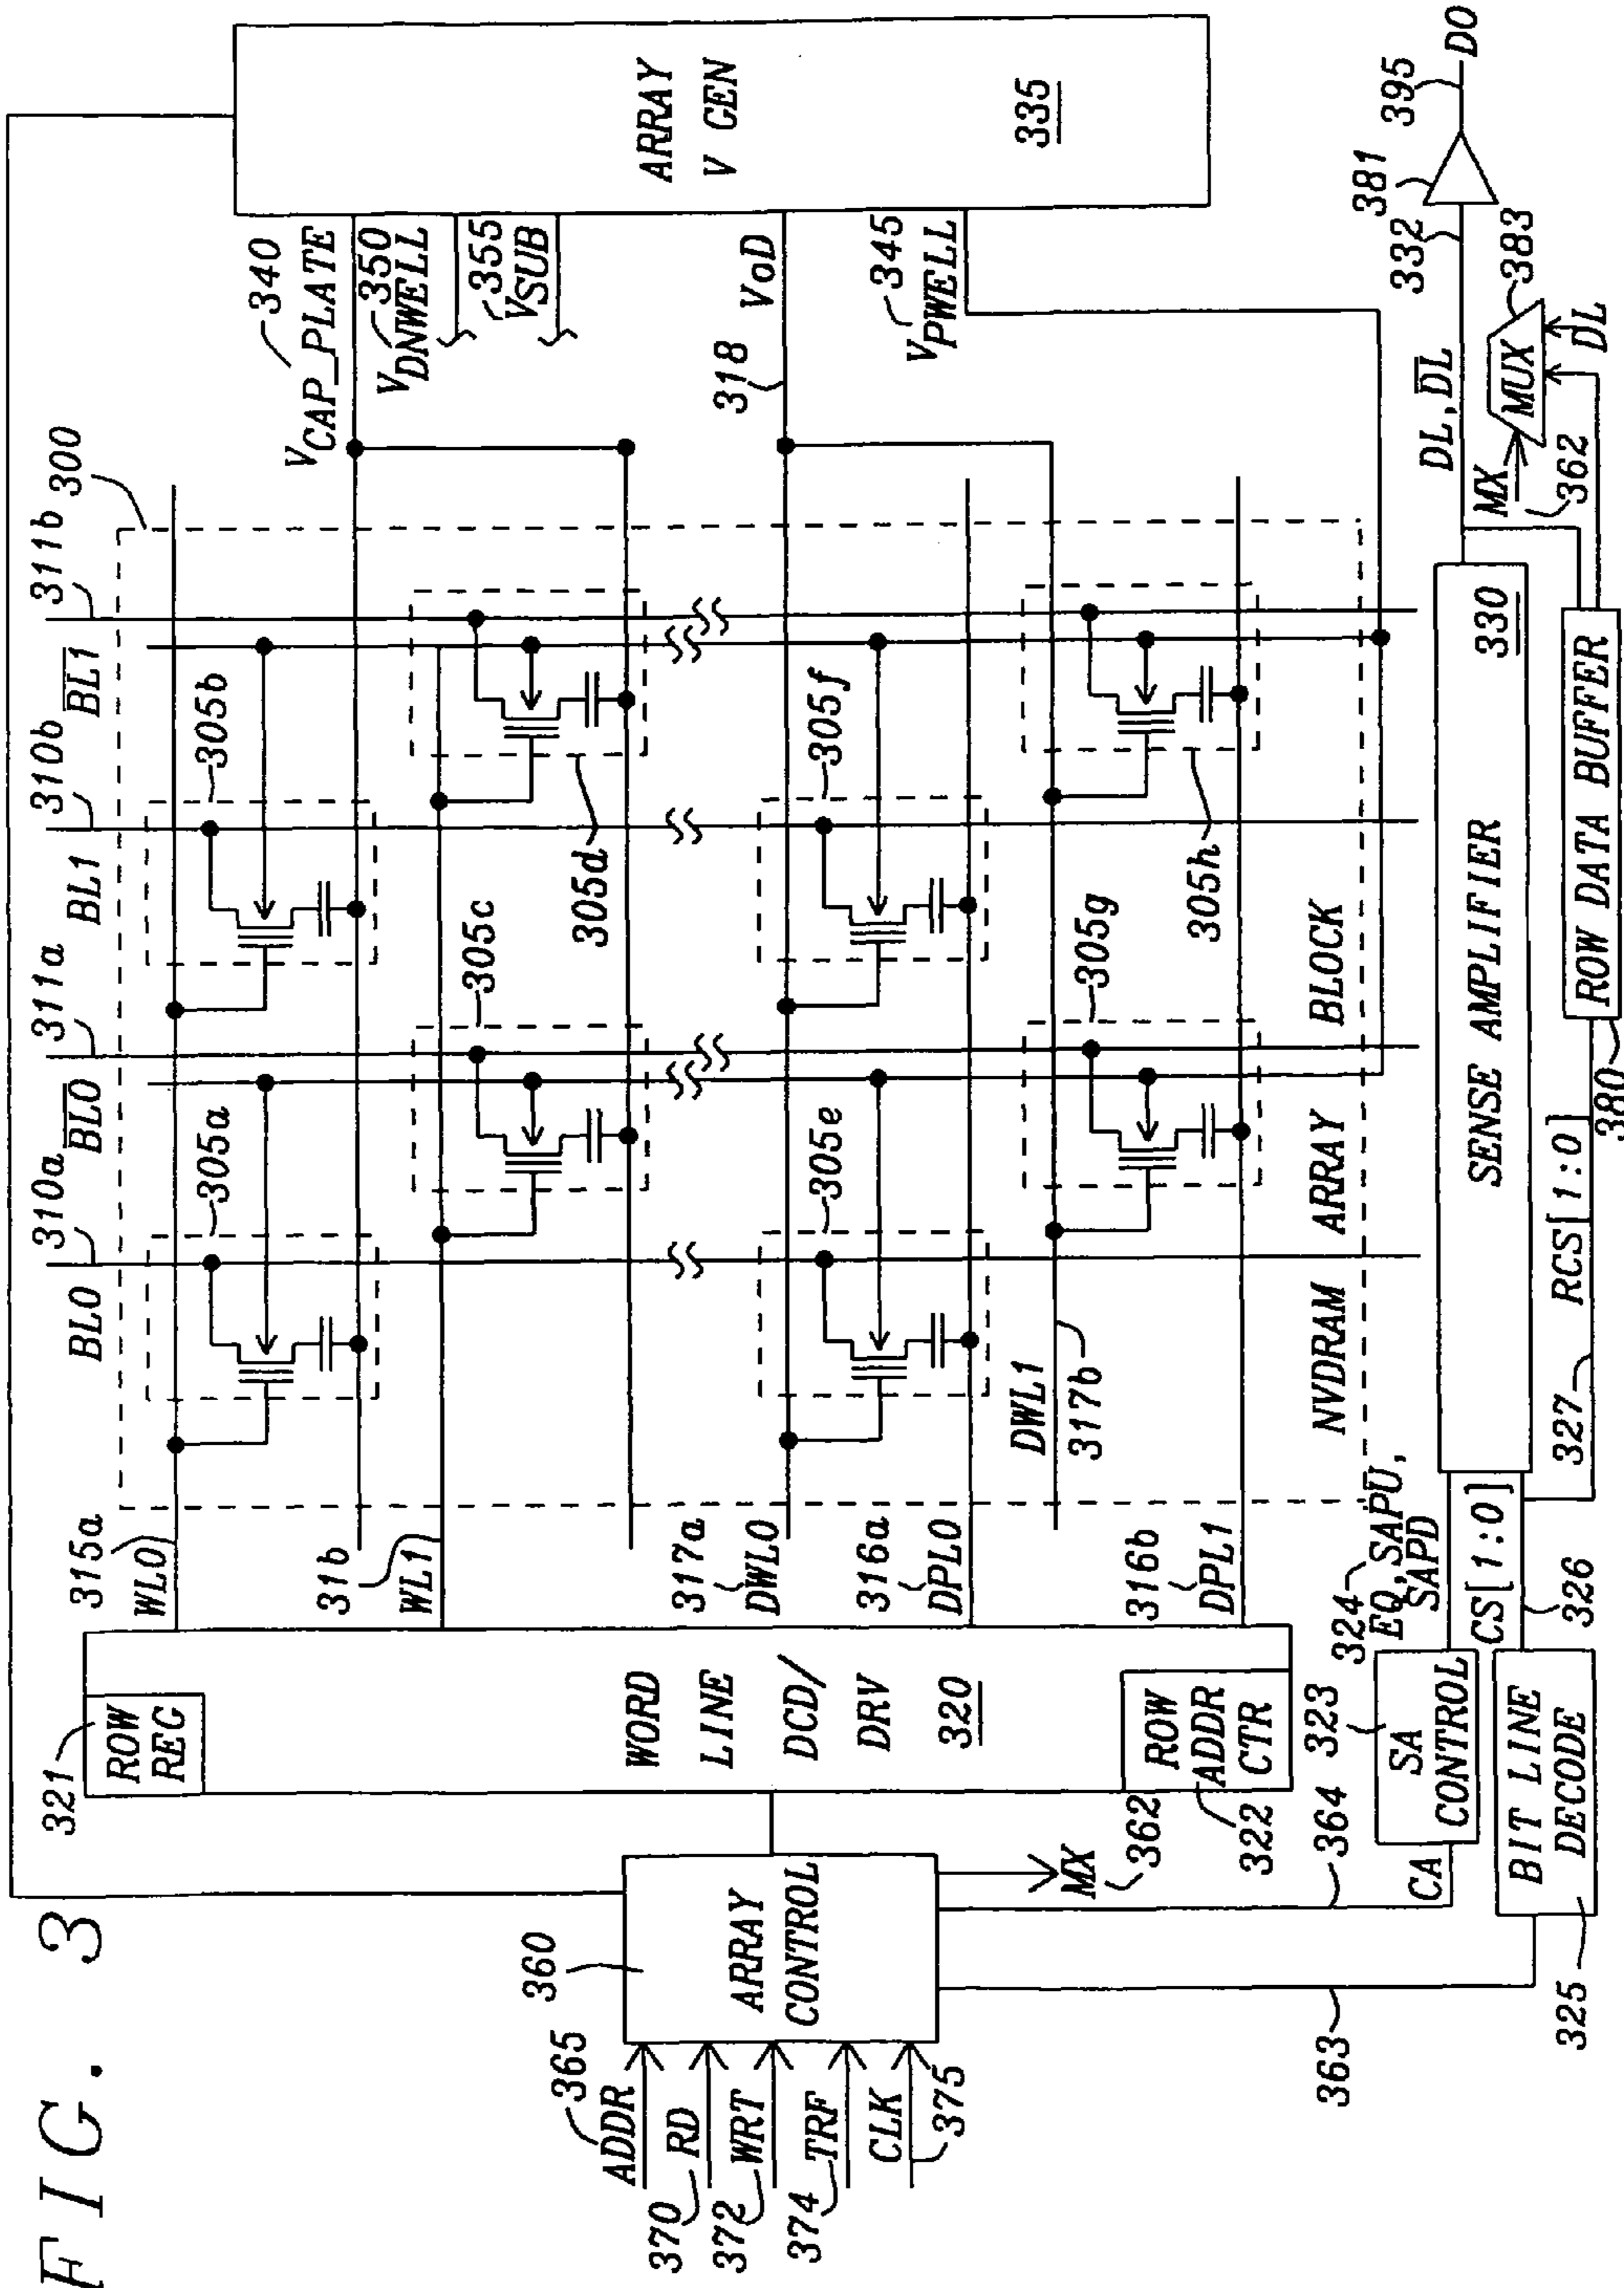 FIG. 3
300
310a
311a
310b
311b
BL0
BL0
BL1
BL1
305a
305b
305c
305d
305e
305f
305g
305h
321
ROW
REG
WORD
LINE
DCD/
DRV
320
ROW
ADDR
CTR
322
315a
WL0
31b
WL1
317a
DWL0
316a
DPL0
DWL1
317b
316b
DPL1
NVDRAM ARRAY BLOCK
340
VCAP_PLATE
350
VDNWELL
355
VSUB
318
VoD
345
VPWELL
ARRAY
V GEN
335
360
ARRAY
CONTROL
365
ADDR
370
RD
372
WRT
374
TRF
CLK
375
MX
362
363
364
CA
323
SA
CONTROL
324
EQ,SAPU,
SAPD
CS[1:0]
326
BIT LINE
DECODE
325
SENSE AMPLIFIER
330
327
RCS[1:0]
380
ROW DATA BUFFER
DL,DL
332
381
395
DO
MX
362
MUX
383
DL